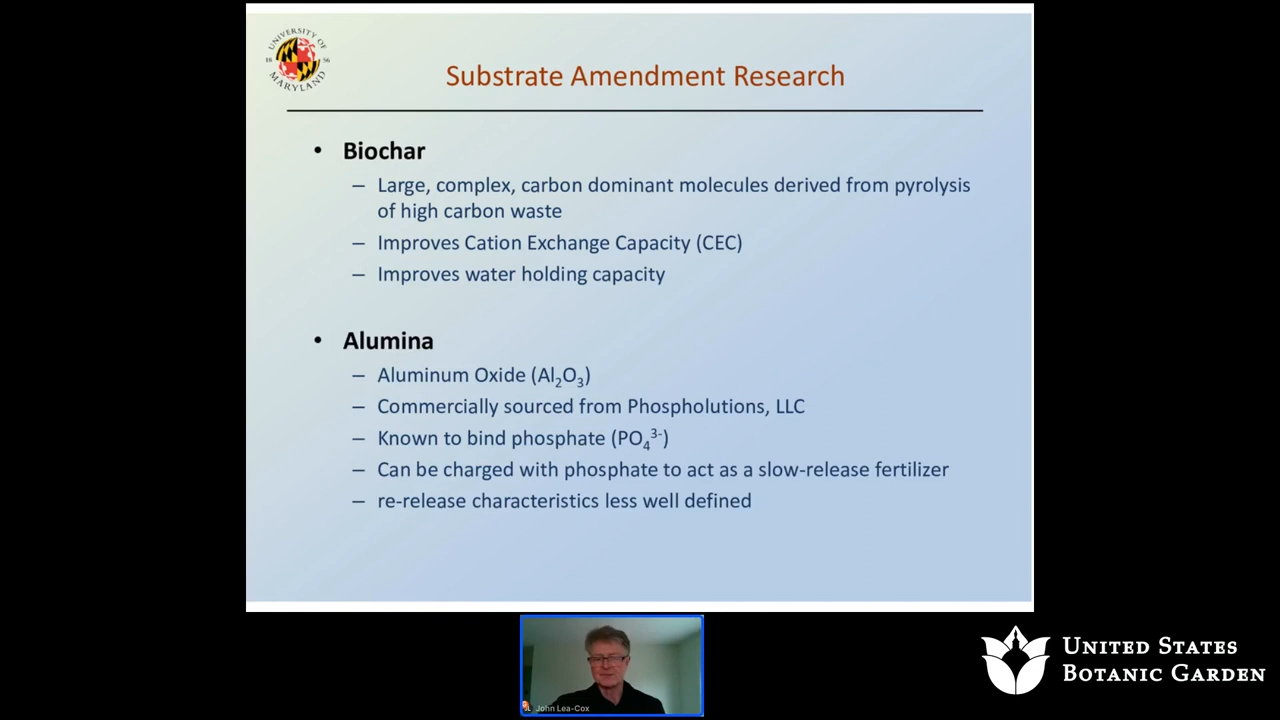 UNIVERSITY OF
18 56
MARYLAND
Substrate Amendment Research
• Biochar
– Large, complex, carbon dominant molecules derived from pyrolysis
of high carbon waste
– Improves Cation Exchange Capacity (CEC)
– Improves water holding capacity
• Alumina
– Aluminum Oxide (Al₂O₃)
– Commercially sourced from Phospholutions, LLC
– Known to bind phosphate (PO₄³⁻)
– Can be charged with phosphate to act as a slow-release fertilizer
– re-release characteristics less well defined
John Lea-Cox
UNITED STATES
BOTANIC GARDEN